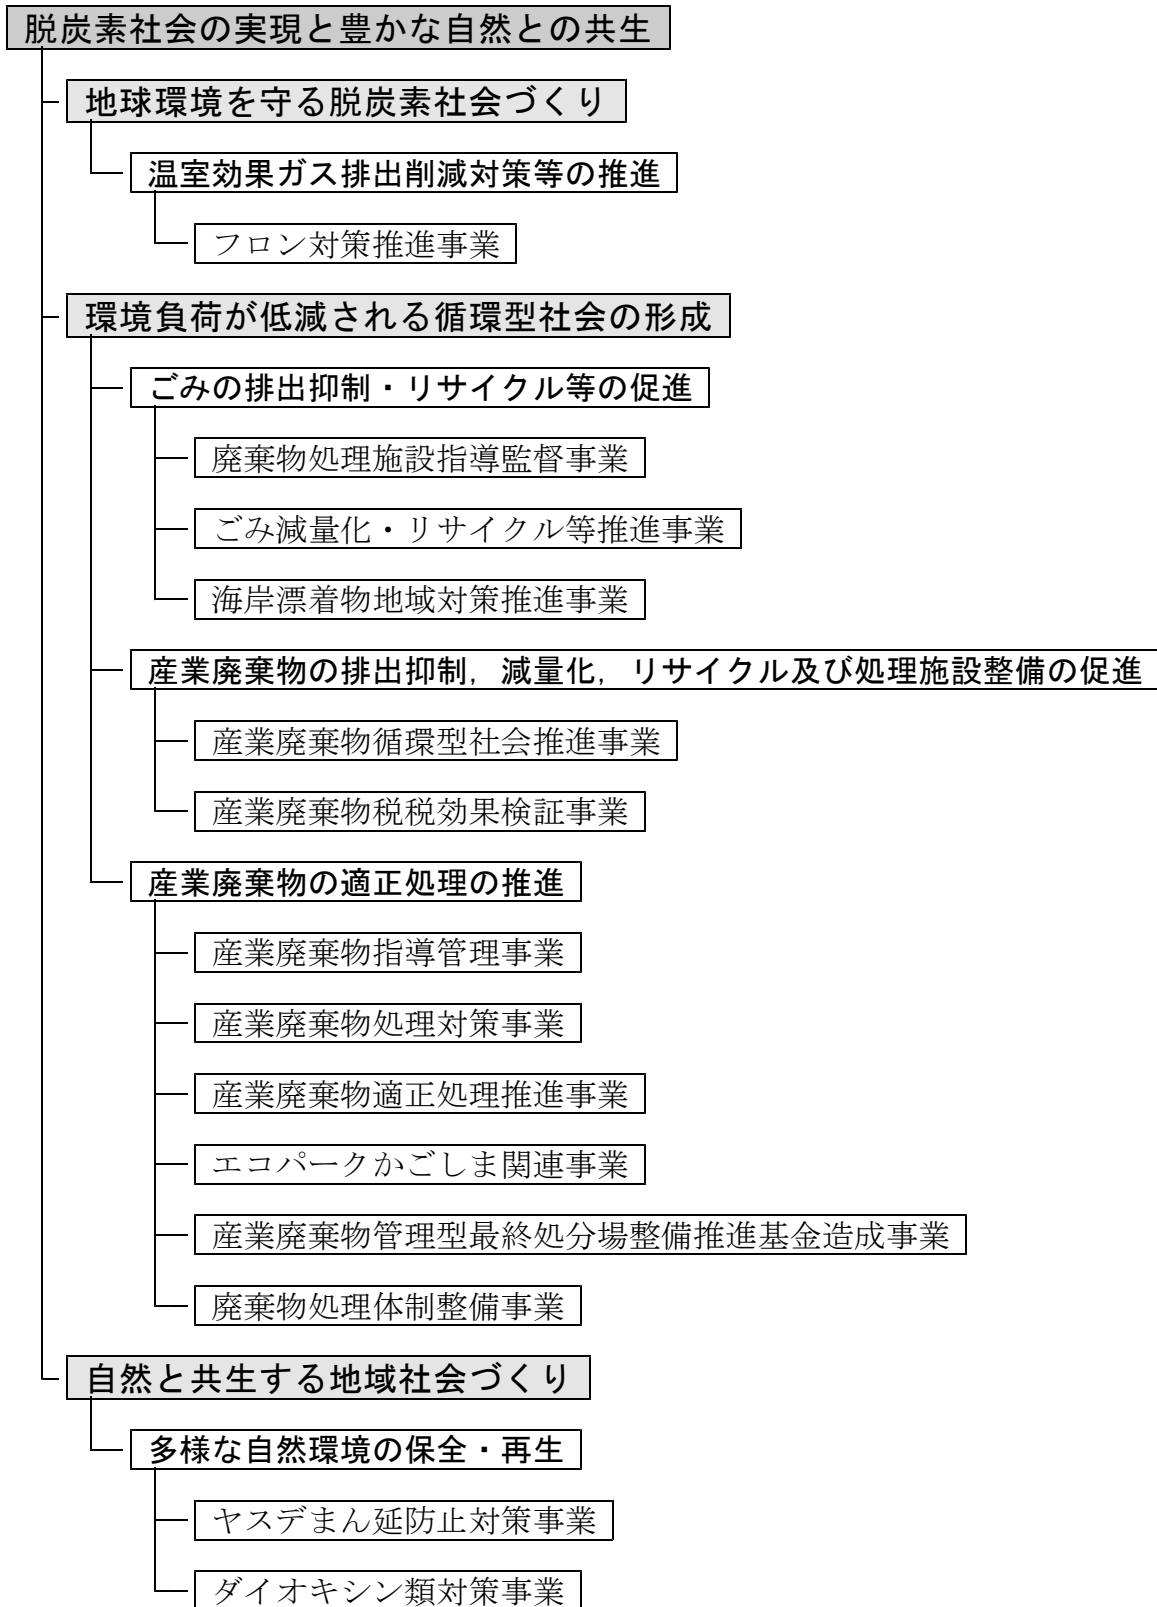 脱炭素社会の実現と豊かな自然との共生
地球環境を守る脱炭素社会づくり
温室効果ガス排出削減対策等の推進
フロン対策推進事業
環境負荷が低減される循環型社会の形成
ごみの排出抑制・リサイクル等の促進
廃棄物処理施設指導監督事業
ごみ減量化・リサイクル等推進事業
海岸漂着物地域対策推進事業
産業廃棄物の排出抑制，減量化，リサイクル及び処理施設整備の促進
産業廃棄物循環型社会推進事業
産業廃棄物税税効果検証事業
産業廃棄物の適正処理の推進
産業廃棄物指導管理事業
産業廃棄物処理対策事業
産業廃棄物適正処理推進事業
エコパークかごしま関連事業
産業廃棄物管理型最終処分場整備推進基金造成事業
廃棄物処理体制整備事業
自然と共生する地域社会づくり
多様な自然環境の保全・再生
ヤスデまん延防止対策事業
ダイオキシン類対策事業